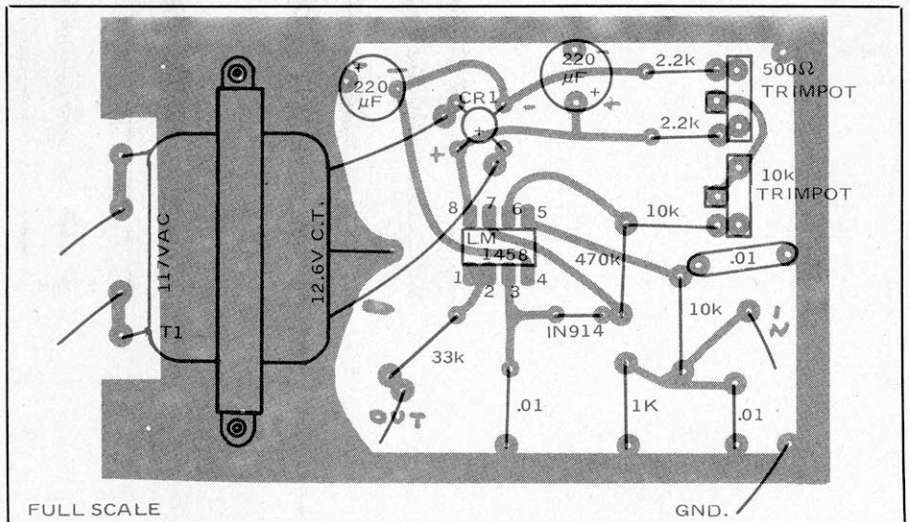 220
µF
220
µF
2.2k
500Ω
TRIMPOT
CR1
2.2k
10k
TRIMPOT
117VAC
12.6V C.T.
8 7 6 5
10k
LM
1458
470k
.01
1 2 3 4
T1
IN914
10k
IN
33k
OUT
.01
1K
.01
FULL SCALE
GND.